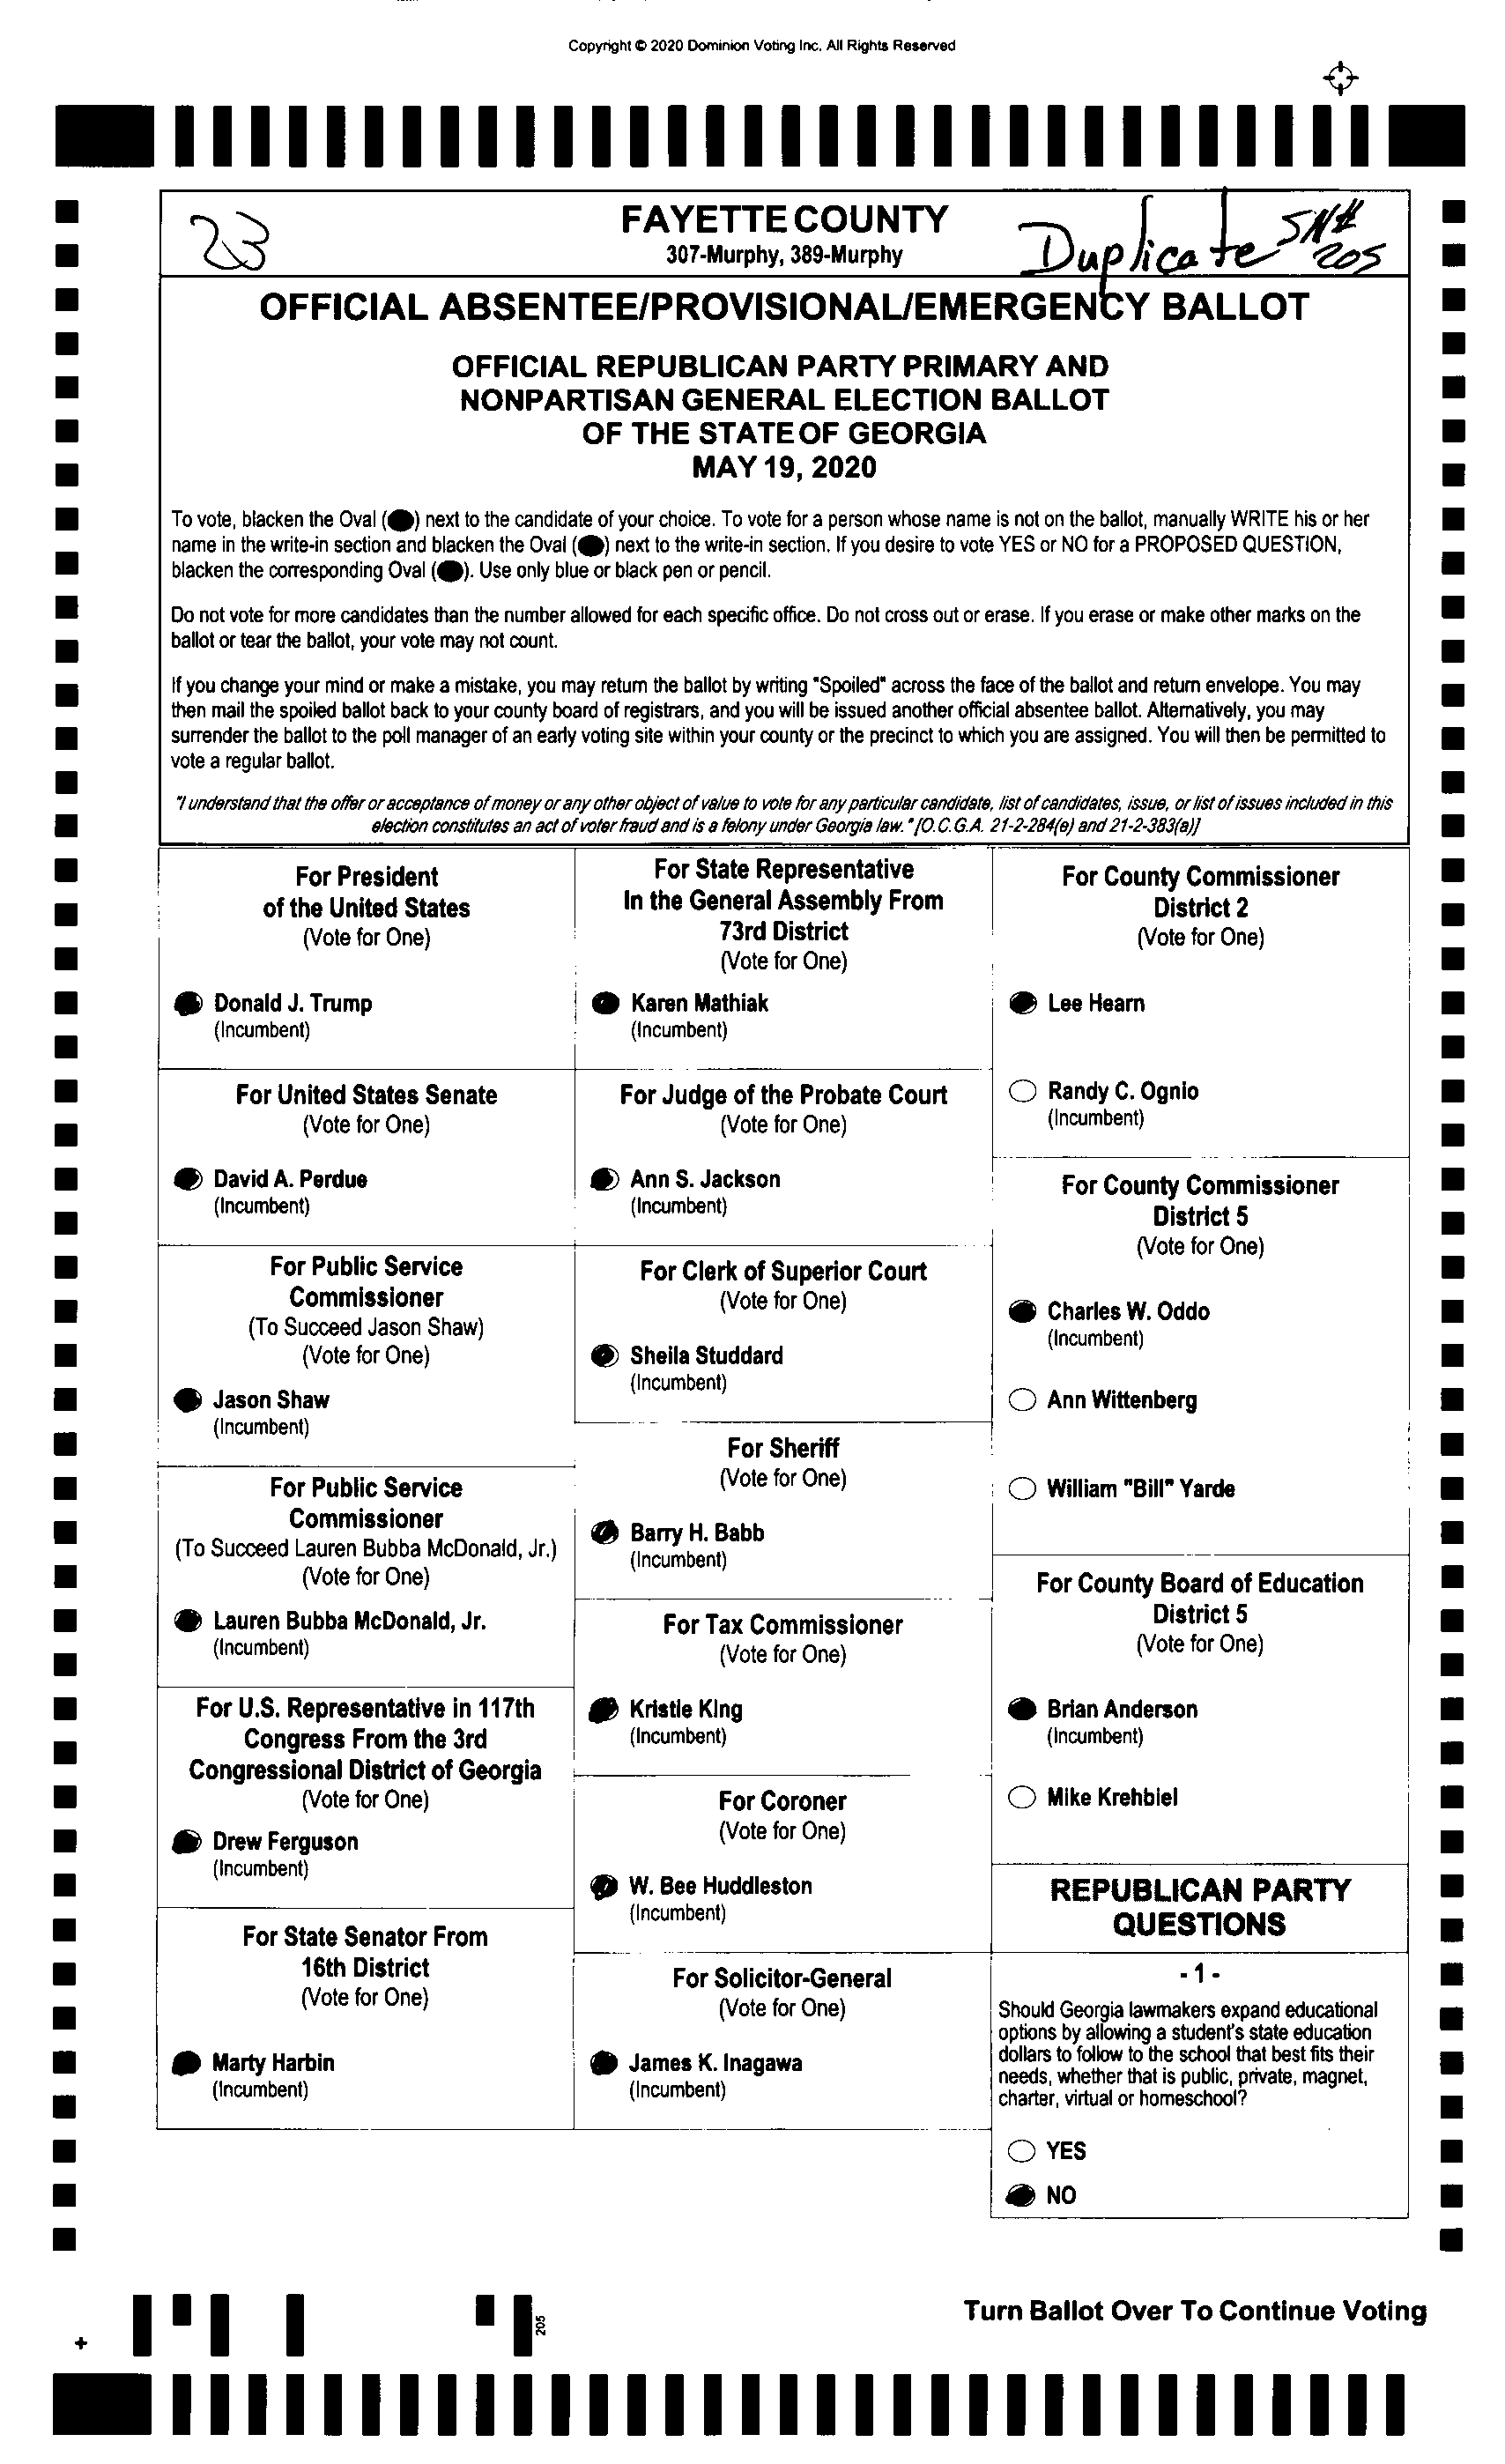 Copyright © 2020 Dominion Voting Inc. All Rights Reserved
23
FAYETTE COUNTY
307-Murphy, 389-Murphy
Duplicate SN# 205
OFFICIAL ABSENTEE/PROVISIONAL/EMERGENCY BALLOT
OFFICIAL REPUBLICAN PARTY PRIMARY AND
NONPARTISAN GENERAL ELECTION BALLOT
OF THE STATE OF GEORGIA
MAY 19, 2020
To vote, blacken the Oval ( ) next to the candidate of your choice. To vote for a person whose name is not on the ballot, manually WRITE his or her
name in the write-in section and blacken the Oval ( ) next to the write-in section. If you desire to vote YES or NO for a PROPOSED QUESTION,
blacken the corresponding Oval ( ). Use only blue or black pen or pencil.
Do not vote for more candidates than the number allowed for each specific office. Do not cross out or erase. If you erase or make other marks on the
ballot or tear the ballot, your vote may not count.
If you change your mind or make a mistake, you may return the ballot by writing "Spoiled" across the face of the ballot and return envelope. You may
then mail the spoiled ballot back to your county board of registrars, and you will be issued another official absentee ballot. Alternatively, you may
surrender the ballot to the poll manager of an early voting site within your county or the precinct to which you are assigned. You will then be permitted to
vote a regular ballot.
"I understand that the offer or acceptance of money or any other object of value to vote for any particular candidate, list of candidates, issue, or list of issues included in this
election constitutes an act of voter fraud and is a felony under Georgia law." [O.C.G.A. 21-2-284(e) and 21-2-383(a)]
For President
of the United States
(Vote for One)
Donald J. Trump
(Incumbent)
For United States Senate
(Vote for One)
David A. Perdue
(Incumbent)
For Public Service
Commissioner
(To Succeed Jason Shaw)
(Vote for One)
Jason Shaw
(Incumbent)
For Public Service
Commissioner
(To Succeed Lauren Bubba McDonald, Jr.)
(Vote for One)
Lauren Bubba McDonald, Jr.
(Incumbent)
For U.S. Representative in 117th
Congress From the 3rd
Congressional District of Georgia
(Vote for One)
Drew Ferguson
(Incumbent)
For State Senator From
16th District
(Vote for One)
Marty Harbin
(Incumbent)
For State Representative
In the General Assembly From
73rd District
(Vote for One)
Karen Mathiak
(Incumbent)
For Judge of the Probate Court
(Vote for One)
Ann S. Jackson
(Incumbent)
For Clerk of Superior Court
(Vote for One)
Sheila Studdard
(Incumbent)
For Sheriff
(Vote for One)
Barry H. Babb
(Incumbent)
For Tax Commissioner
(Vote for One)
Kristie King
(Incumbent)
For Coroner
(Vote for One)
W. Bee Huddleston
(Incumbent)
For Solicitor-General
(Vote for One)
James K. Inagawa
(Incumbent)
For County Commissioner
District 2
(Vote for One)
Lee Hearn
Randy C. Ognio
(Incumbent)
For County Commissioner
District 5
(Vote for One)
Charles W. Oddo
(Incumbent)
Ann Wittenberg
William "Bill" Yarde
For County Board of Education
District 5
(Vote for One)
Brian Anderson
(Incumbent)
Mike Krehbiel
REPUBLICAN PARTY
QUESTIONS
- 1 -
Should Georgia lawmakers expand educational
options by allowing a student's state education
dollars to follow to the school that best fits their
needs, whether that is public, private, magnet,
charter, virtual or homeschool?
YES
NO
205
Turn Ballot Over To Continue Voting